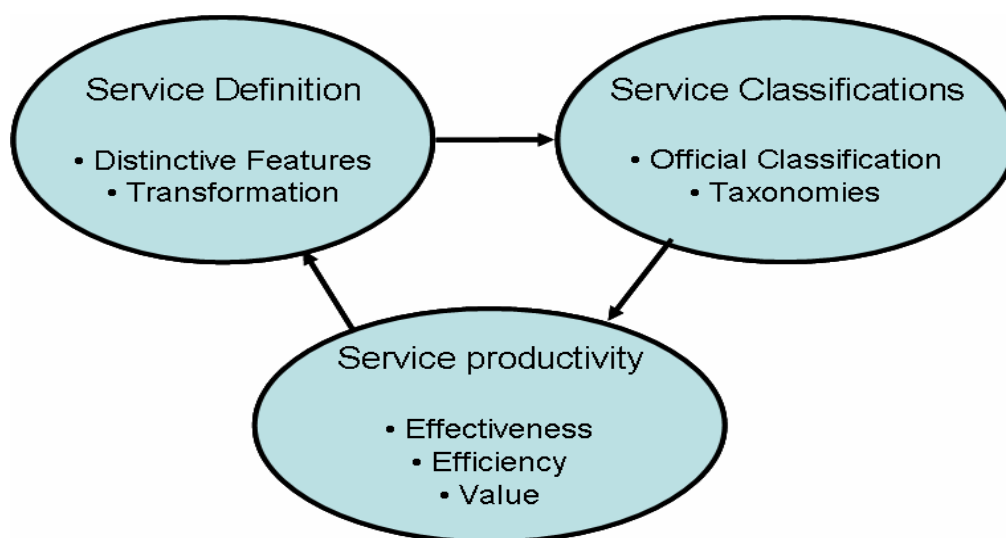 Service Definition
• Distinctive Features
• Transformation
Service Classifications
• Official Classification
• Taxonomies
Service productivity
• Effectiveness
• Efficiency
• Value